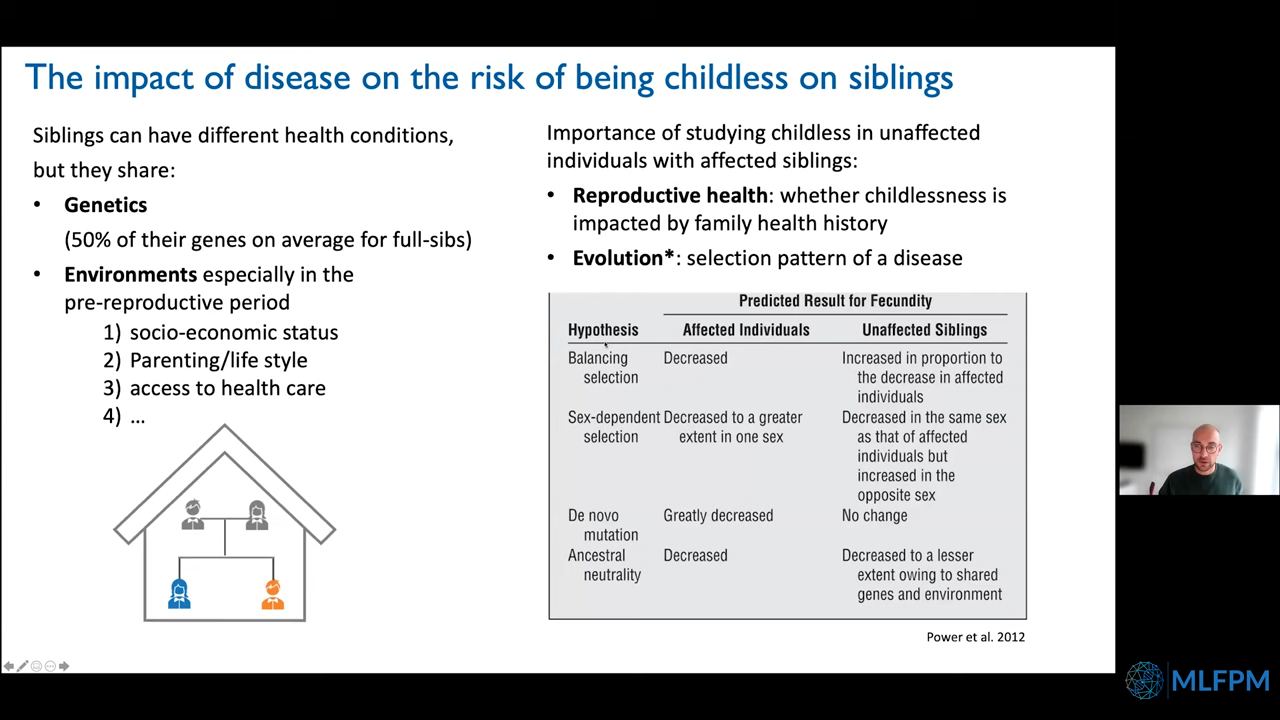 The impact of disease on the risk of being childless on siblings
Siblings can have different health conditions,
but they share:
• Genetics
(50% of their genes on average for full-sibs)
• Environments especially in the
pre-reproductive period
1) socio-economic status
2) Parenting/life style
3) access to health care
4) ...
Importance of studying childless in unaffected
individuals with affected siblings:
• Reproductive health: whether childlessness is
impacted by family health history
• Evolution*: selection pattern of a disease
Predicted Result for Fecundity
Hypothesis Affected Individuals Unaffected Siblings
Balancing Decreased Increased in proportion to
selection the decrease in affected
individuals
Sex-dependent Decreased to a greater Decreased in the same sex
selection extent in one sex as that of affected
individuals but
increased in the
opposite sex
De novo Greatly decreased No change
mutation
Ancestral Decreased Decreased to a lesser
neutrality extent owing to shared
genes and environment
Power et al. 2012
MLFPM